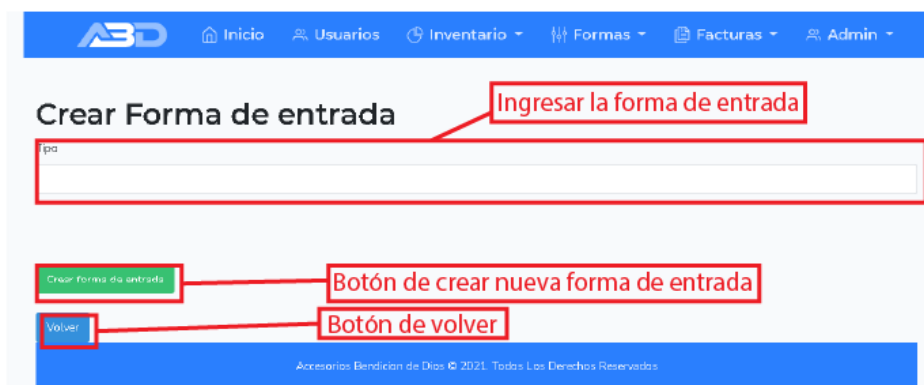 ABD Inicio Usuarios Inventario Formas Facturas Admin
Crear Forma de entrada
Ingresar la forma de entrada
Tipo
Crear forma de entrada
Botón de crear nueva forma de entrada
Volver
Botón de volver
Accesorios Bendicion de Dios © 2021. Todos Los Derechos Reservados